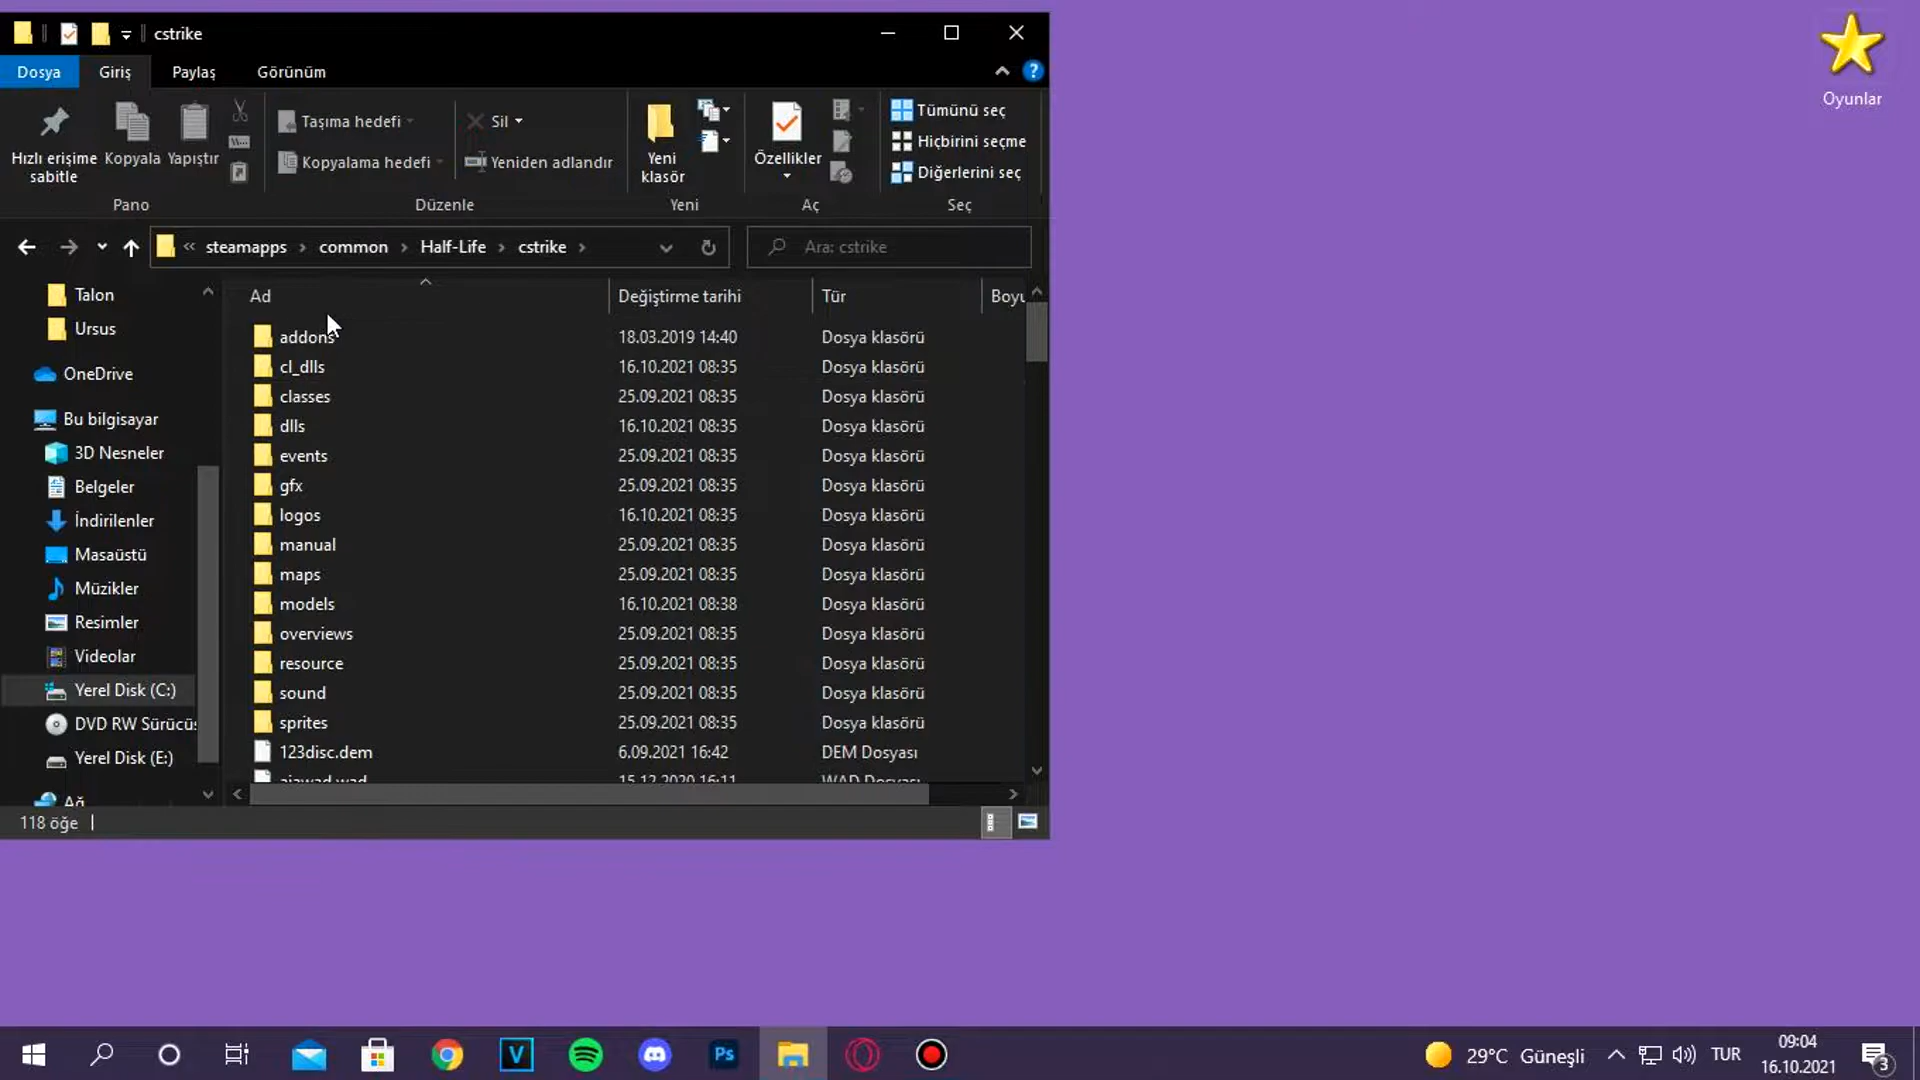 cstrike
Dosya Giriş Paylaş Görünüm
?
Hızlı erişime sabitle
Kopyala
Yapıştır
Pano
Taşıma hedefi
Kopyalama hedefi
Sil
Yeniden adlandır
Düzenle
Yeni klasör
Yeni
Özellikler
Aç
Tümünü seç
Hiçbirini seçme
Diğerlerini seç
Seç
« steamapps > common > Half-Life > cstrike >
Ara: cstrike
Talon
Ursus
OneDrive
Bu bilgisayar
3D Nesneler
Belgeler
İndirilenler
Masaüstü
Müzikler
Resimler
Videolar
Yerel Disk (C:)
DVD RW Sürücüs
Yerel Disk (E:)
Ağ
Ad Değiştirme tarihi Tür Boyu
addons 18.03.2019 14:40 Dosya klasörü
cl_dlls 16.10.2021 08:35 Dosya klasörü
classes 25.09.2021 08:35 Dosya klasörü
dlls 16.10.2021 08:35 Dosya klasörü
events 25.09.2021 08:35 Dosya klasörü
gfx 25.09.2021 08:35 Dosya klasörü
logos 16.10.2021 08:35 Dosya klasörü
manual 25.09.2021 08:35 Dosya klasörü
maps 25.09.2021 08:35 Dosya klasörü
models 16.10.2021 08:38 Dosya klasörü
overviews 25.09.2021 08:35 Dosya klasörü
resource 25.09.2021 08:35 Dosya klasörü
sound 25.09.2021 08:35 Dosya klasörü
sprites 25.09.2021 08:35 Dosya klasörü
123disc.dem 6.09.2021 16:42 DEM Dosyası
ajawad.wad 15.12.2020 16:11 WAD Dosyası
118 öğe
Oyunlar
V
Ps
29°C Güneşli
TUR
09:04
16.10.2021
3